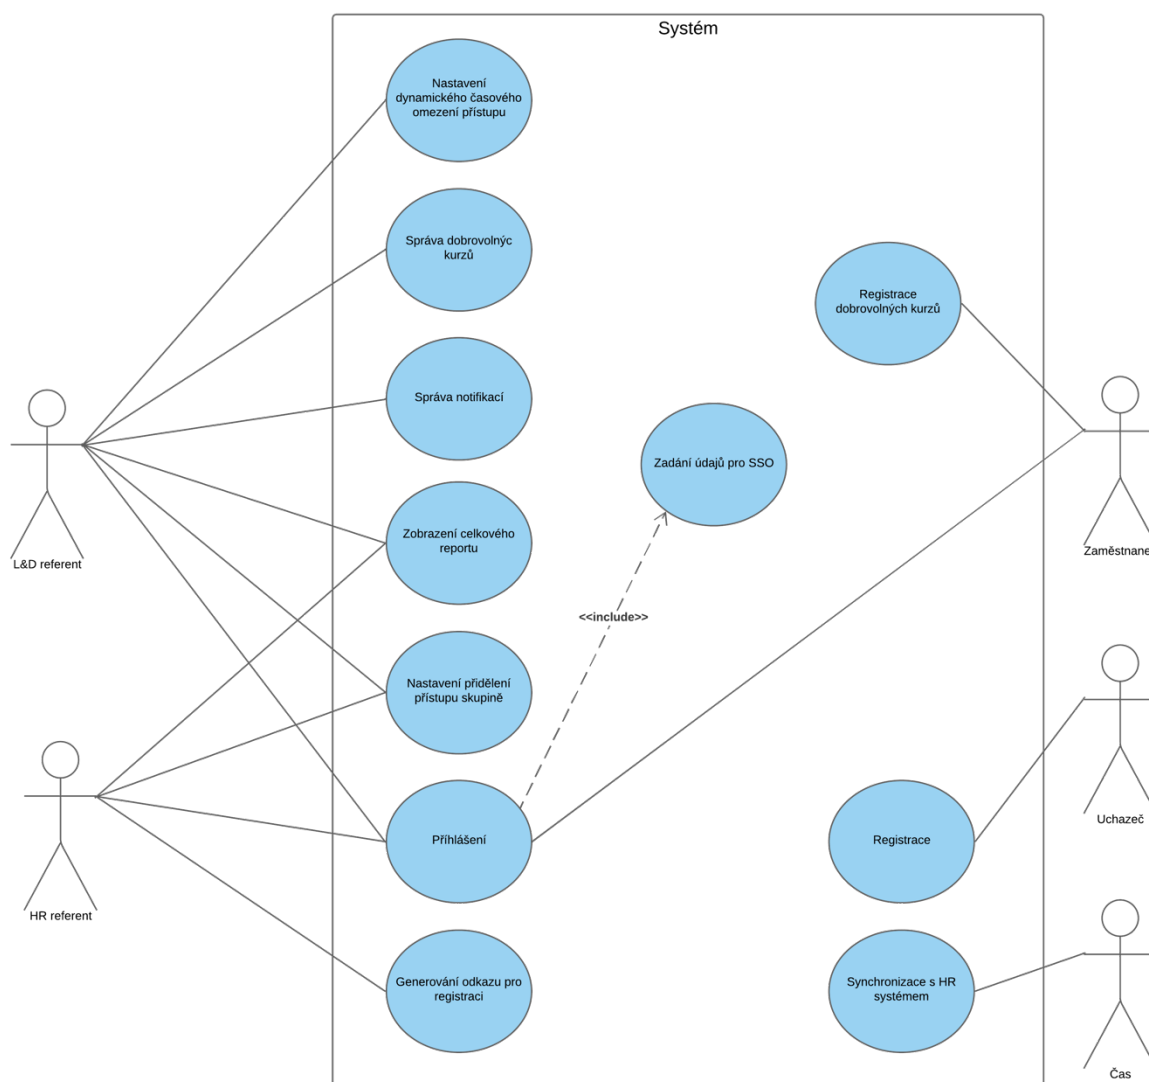 Systém
Nastavení
dynamického časového
omezení přístupu
Správa dobrovolnýc
kurzů
Registrace
dobrovolných kurzů
Správa notifikací
Zadání údajů pro SSO
L&D referent
Zobrazení celkového
reportu
Zaměstnane
<<include>>
Nastavení přidělení
přístupu skupině
Uchazeč
Příhlášení
Registrace
HR referent
Generování odkazu pro
registraci
Synchronizace s HR
systémem
Čas